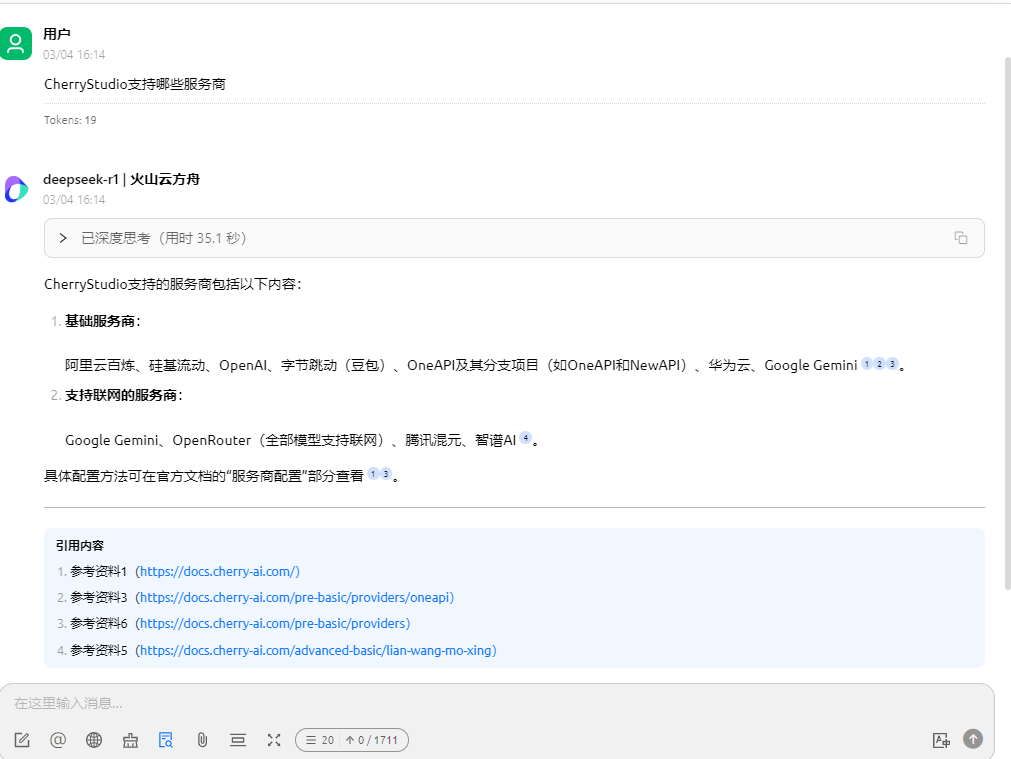 用户
03/04 16:14
CherryStudio支持哪些服务商
Tokens: 19
deepseek-r1 | 火山云方舟
03/04 16:14
已深度思考（用时 35.1 秒）
CherryStudio支持的服务商包括以下内容：
1. 基础服务商：
阿里云百炼、硅基流动、OpenAI、字节跳动（豆包）、OneAPI及其分支项目（如OneAPI和NewAPI）、华为云、Google Gemini 1 2 3。
2. 支持联网的服务商：
Google Gemini、OpenRouter（全部模型支持联网）、腾讯混元、智谱AI 4。
具体配置方法可在官方文档的“服务商配置”部分查看 1 3。
引用内容
1. 参考资料1（https://docs.cherry-ai.com/）
2. 参考资料3（https://docs.cherry-ai.com/pre-basic/providers/oneapi）
3. 参考资料6（https://docs.cherry-ai.com/pre-basic/providers）
4. 参考资料5（https://docs.cherry-ai.com/advanced-basic/lian-wang-mo-xing）
在这里输入消息...
20 ↑ 0 / 1711